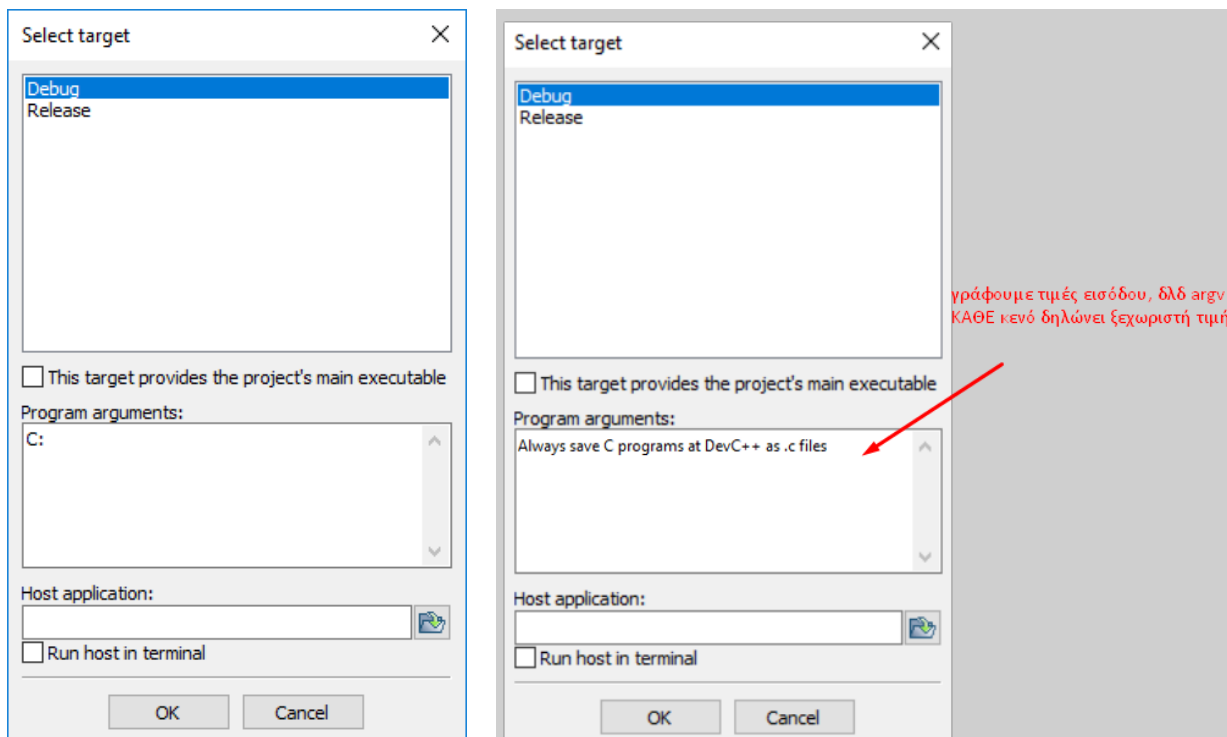 Select target
Debug
Release
This target provides the project's main executable
Program arguments:
C:
Host application:
Run host in terminal
OK
Cancel
Select target
Debug
Release
This target provides the project's main executable
Program arguments:
Always save C programs at DevC++ as .c files
Host application:
Run host in terminal
OK
Cancel
γράφουμε τιμές εισόδου, δλδ argv
ΚΑΘΕ κενό δηλώνει ξεχωριστή τιμή